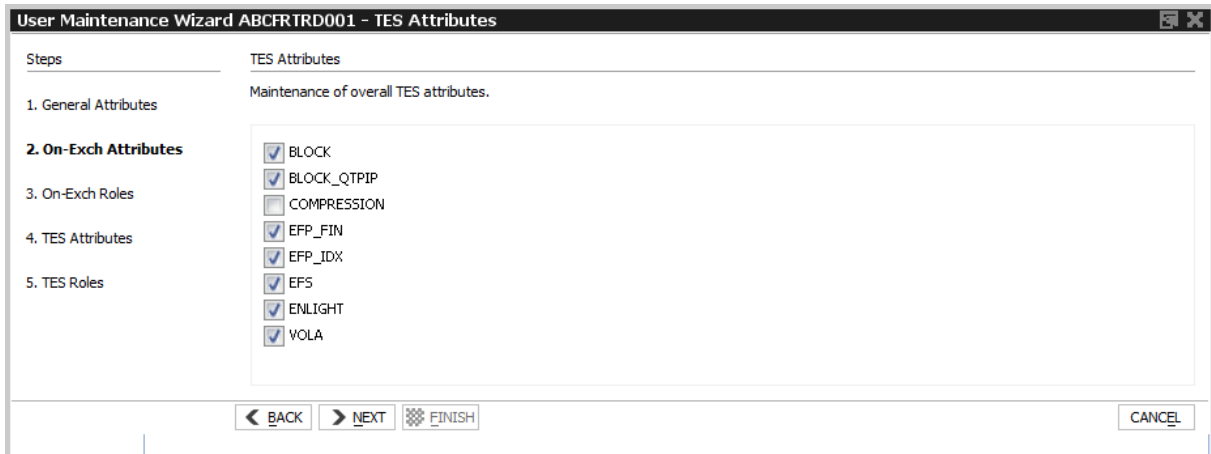 User Maintenance Wizard ABCFRTRD001 - TES Attributes
Steps
1. General Attributes
2. On-Exch Attributes
3. On-Exch Roles
4. TES Attributes
5. TES Roles
TES Attributes
Maintenance of overall TES attributes.
BLOCK
BLOCK_QTPIP
COMPRESSION
EFP_FIN
EFP_IDX
EFS
ENLIGHT
VOLA
BACK NEXT FINISH CANCEL